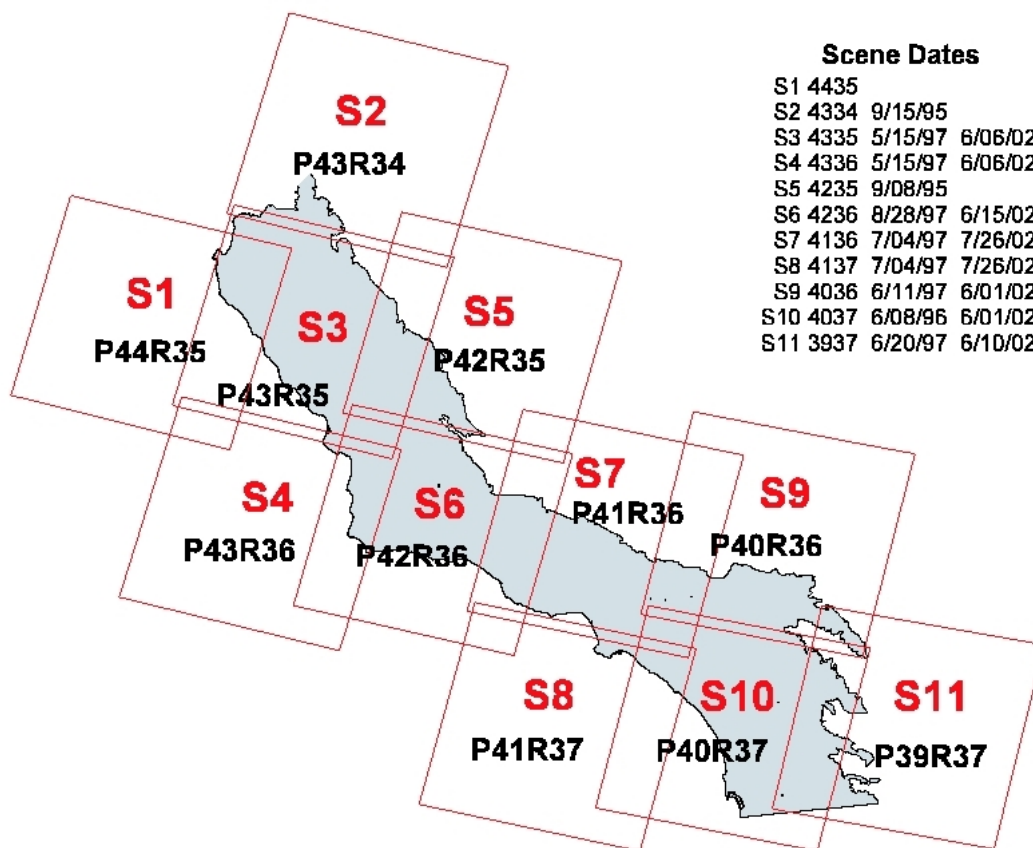 Scene Dates
S1 4435
S2 4334 9/15/95
S3 4335 5/15/97 6/06/02
S4 4336 5/15/97 6/06/02
S5 4235 9/08/95
S6 4236 8/28/97 6/15/02
S7 4136 7/04/97 7/26/02
S8 4137 7/04/97 7/26/02
S9 4036 6/11/97 6/01/02
S10 4037 6/08/96 6/01/02
S11 3937 6/20/97 6/10/02
S2
P43R34
S1
P44R35
S3
P43R35
S5
P42R35
S4
P43R36
S6
P42R36
S7
P41R36
S9
P40R36
S8
P41R37
S10
P40R37
S11
P39R37